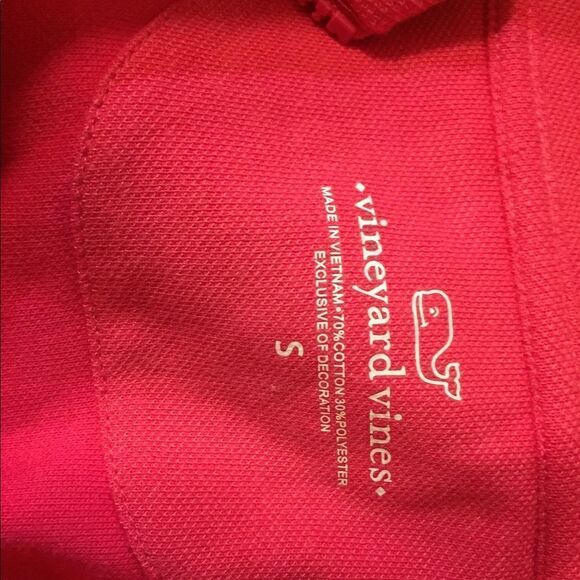 •vineyard vines•
MADE IN VIETNAM • 70%COTTON 30%POLYESTER
EXCLUSIVE OF DECORATION
S